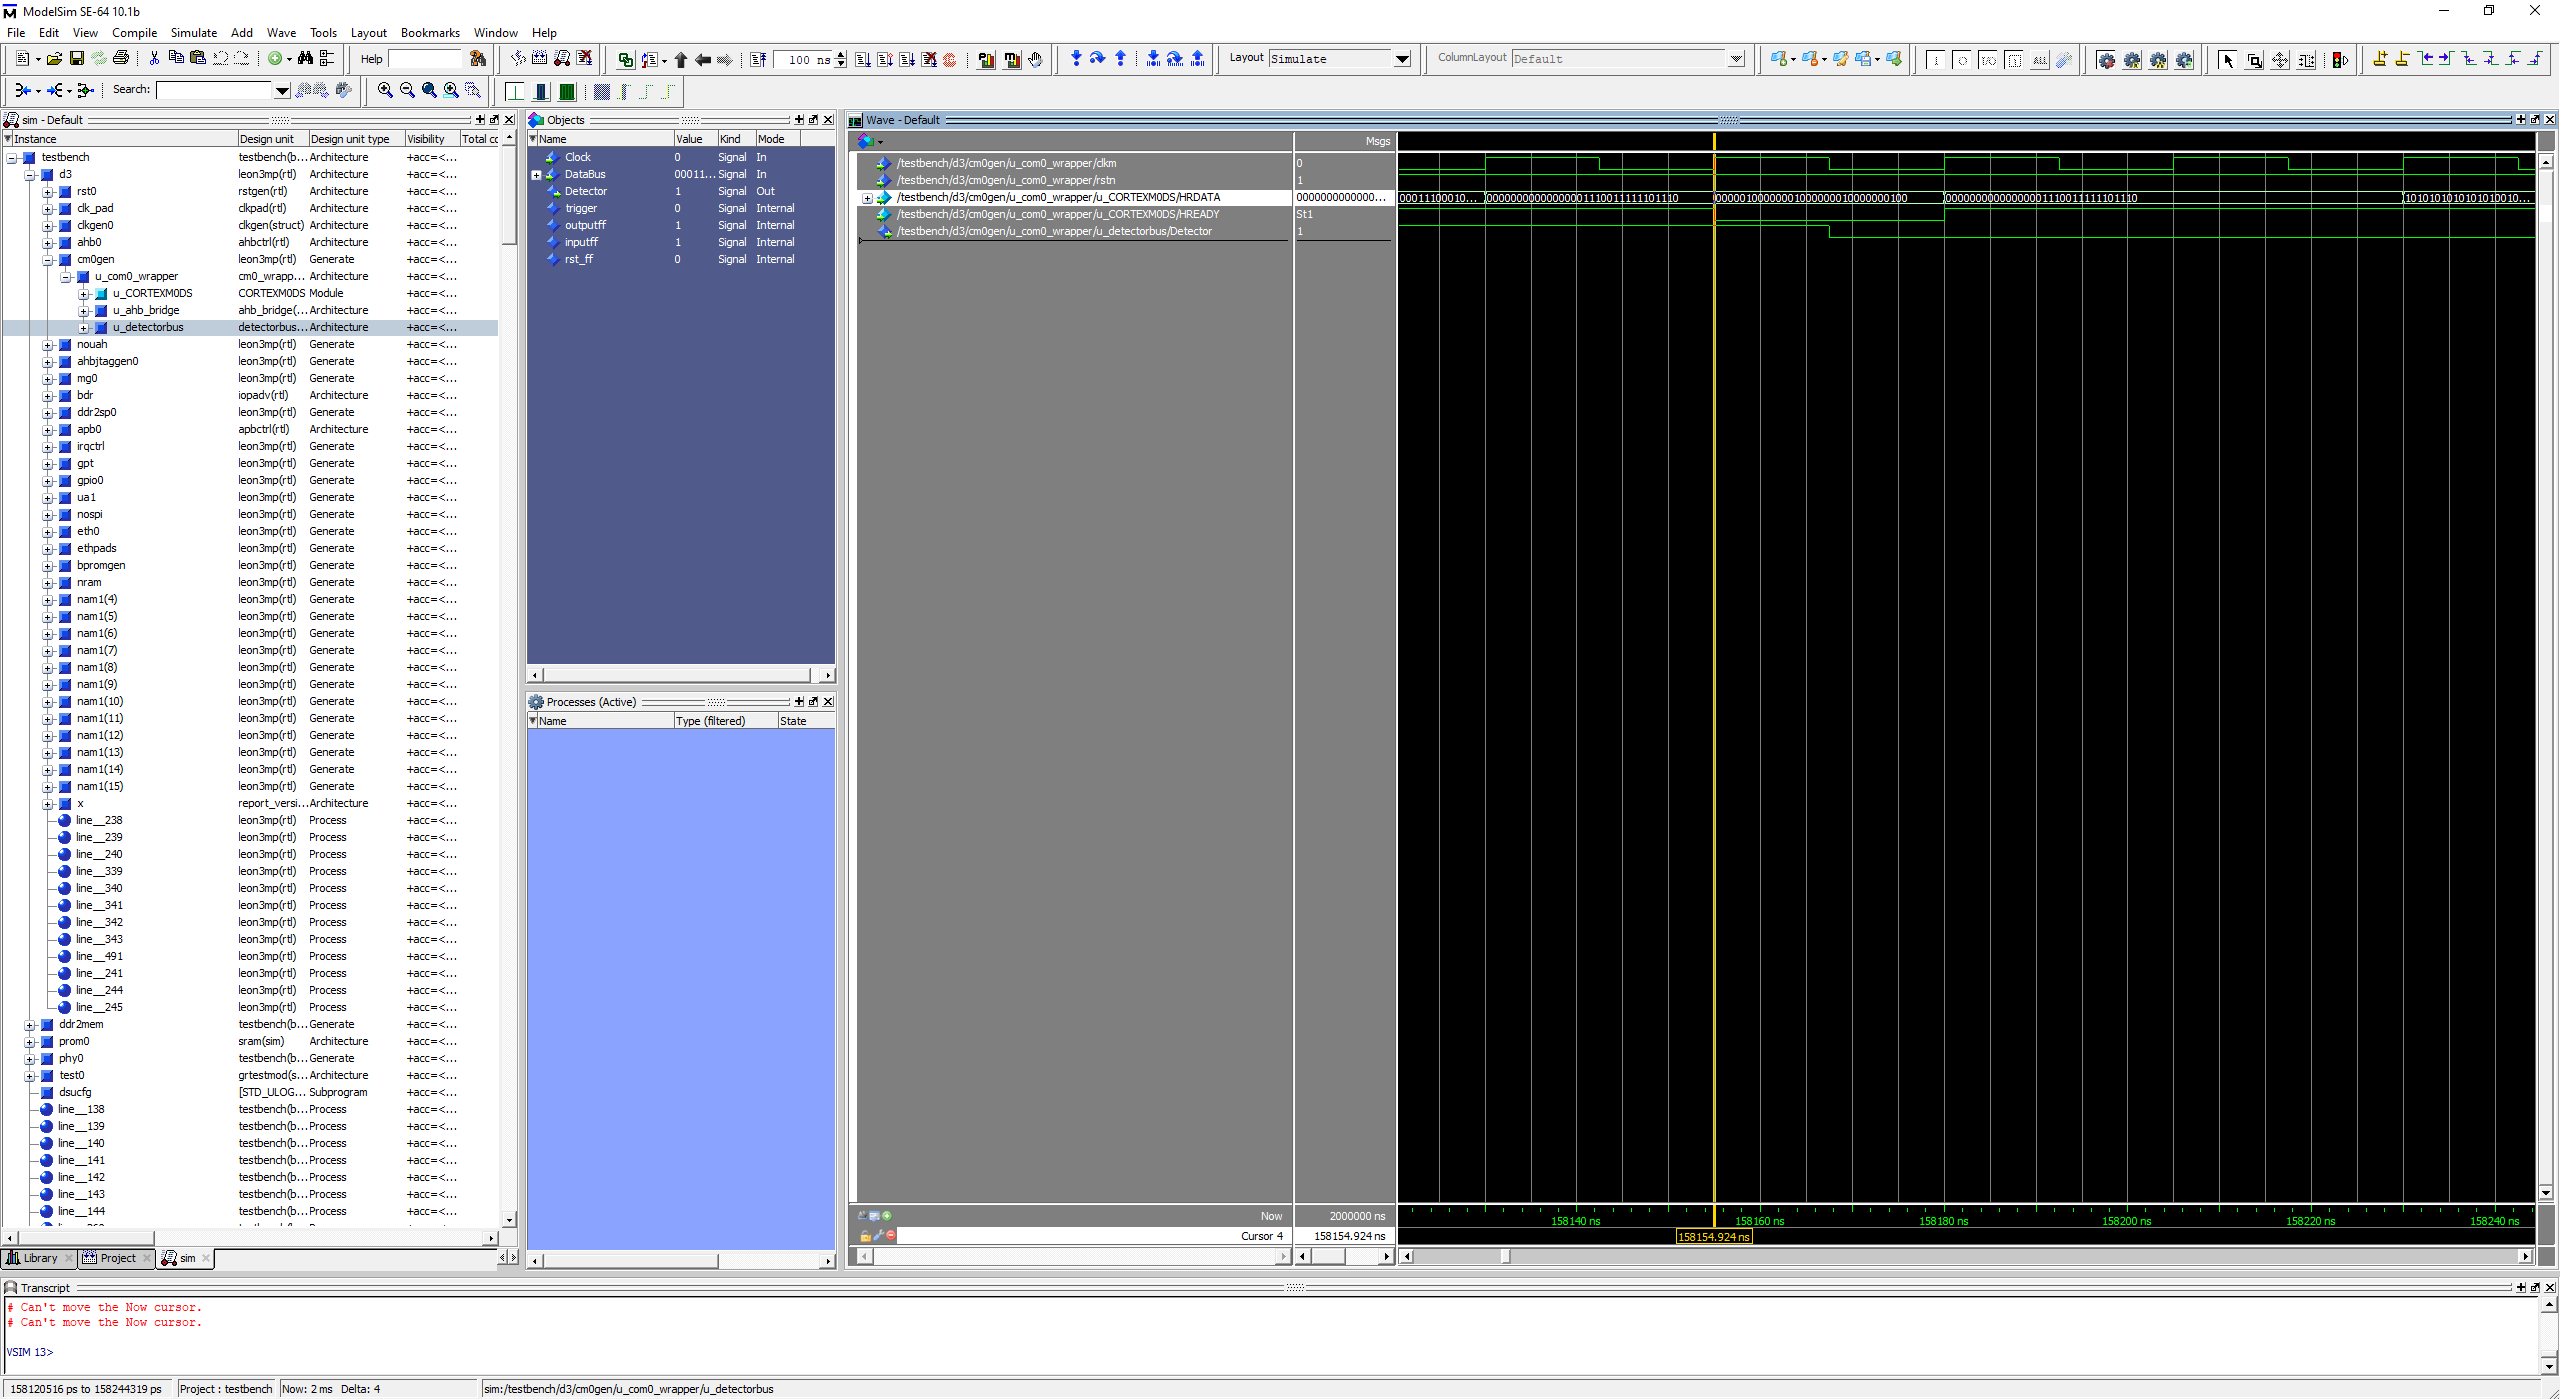 ModelSim SE-64 10.1b
File Edit View Compile Simulate Add Wave Tools Layout Bookmarks Window Help
Help 100 ns Layout Simulate ColumnLayout Default
Search:
sim - Default
Instance Design unit Design unit type Visibility Total cc
testbench testbench(b... Architecture +acc=<...
d3 leon3mp(rtl) Architecture +acc=<...
rst0 rstgen(rtl) Architecture +acc=<...
clk_pad clkpad(rtl) Architecture +acc=<...
clkgen0 clkgen(struct) Architecture +acc=<...
ahb0 ahbctrl(rtl) Architecture +acc=<...
cm0gen leon3mp(rtl) Generate +acc=<...
u_com0_wrapper cm0_wrapp... Architecture +acc=<...
u_CORTEXM0DS CORTEXM0DS Module +acc=<...
u_ahb_bridge ahb_bridge(... Architecture +acc=<...
u_detectorbus detectorbus... Architecture +acc=<...
nouah leon3mp(rtl) Generate +acc=<...
ahbjtaggen0 leon3mp(rtl) Generate +acc=<...
mg0 leon3mp(rtl) Generate +acc=<...
bdr iopadv(rtl) Architecture +acc=<...
ddr2sp0 leon3mp(rtl) Generate +acc=<...
apb0 apbctrl(rtl) Architecture +acc=<...
irqctrl leon3mp(rtl) Generate +acc=<...
gpt leon3mp(rtl) Generate +acc=<...
gpio0 leon3mp(rtl) Generate +acc=<...
ua1 leon3mp(rtl) Generate +acc=<...
nospi leon3mp(rtl) Generate +acc=<...
eth0 leon3mp(rtl) Generate +acc=<...
ethpads leon3mp(rtl) Generate +acc=<...
bpromgen leon3mp(rtl) Generate +acc=<...
nram leon3mp(rtl) Generate +acc=<...
nam1(4) leon3mp(rtl) Generate +acc=<...
nam1(5) leon3mp(rtl) Generate +acc=<...
nam1(6) leon3mp(rtl) Generate +acc=<...
nam1(7) leon3mp(rtl) Generate +acc=<...
nam1(8) leon3mp(rtl) Generate +acc=<...
nam1(9) leon3mp(rtl) Generate +acc=<...
nam1(10) leon3mp(rtl) Generate +acc=<...
nam1(11) leon3mp(rtl) Generate +acc=<...
nam1(12) leon3mp(rtl) Generate +acc=<...
nam1(13) leon3mp(rtl) Generate +acc=<...
nam1(14) leon3mp(rtl) Generate +acc=<...
nam1(15) leon3mp(rtl) Generate +acc=<...
x report_versi... Architecture +acc=<...
line__238 leon3mp(rtl) Process +acc=<...
line__239 leon3mp(rtl) Process +acc=<...
line__240 leon3mp(rtl) Process +acc=<...
line__339 leon3mp(rtl) Process +acc=<...
line__340 leon3mp(rtl) Process +acc=<...
line__341 leon3mp(rtl) Process +acc=<...
line__342 leon3mp(rtl) Process +acc=<...
line__343 leon3mp(rtl) Process +acc=<...
line__491 leon3mp(rtl) Process +acc=<...
line__241 leon3mp(rtl) Process +acc=<...
line__244 leon3mp(rtl) Process +acc=<...
line__245 leon3mp(rtl) Process +acc=<...
ddr2mem testbench(b... Generate +acc=<...
prom0 sram(sim) Architecture +acc=<...
phy0 testbench(b... Generate +acc=<...
test0 grtestmod(s... Architecture +acc=<...
dsucfg [STD_ULOG... Subprogram +acc=<...
line__138 testbench(b... Process +acc=<...
line__139 testbench(b... Process +acc=<...
line__140 testbench(b... Process +acc=<...
line__141 testbench(b... Process +acc=<...
line__142 testbench(b... Process +acc=<...
line__143 testbench(b... Process +acc=<...
line__144 testbench(b... Process +acc=<...
Library Project sim
Objects
Name Value Kind Mode
Clock 0 Signal In
DataBus 00011... Signal In
Detector 1 Signal Out
trigger 0 Signal Internal
outputff 1 Signal Internal
inputff 1 Signal Internal
rst_ff 0 Signal Internal
Processes (Active)
Name Type (filtered) State
Wave - Default
Msgs
/testbench/d3/cm0gen/u_com0_wrapper/clkm 0
/testbench/d3/cm0gen/u_com0_wrapper/rstn 1
/testbench/d3/cm0gen/u_com0_wrapper/u_CORTEXM0DS/HRDATA 0000000000000... 000111100010... 00000000000000001110011111101110 00000100000000100000010000000100 00000000000000001110011111101110 101010101010101010010...
/testbench/d3/cm0gen/u_com0_wrapper/u_CORTEXM0DS/HREADY St1
/testbench/d3/cm0gen/u_com0_wrapper/u_detectorbus/Detector 1
Now 2000000 ns 158140 ns 158160 ns 158180 ns 158200 ns 158220 ns 158240 ns
Cursor 4 158154.924 ns 158154.924 ns
Transcript
# Can't move the Now cursor.
# Can't move the Now cursor.
VSIM 13>
158120516 ps to 158244319 ps Project : testbench Now: 2 ms Delta: 4 sim:/testbench/d3/cm0gen/u_com0_wrapper/u_detectorbus